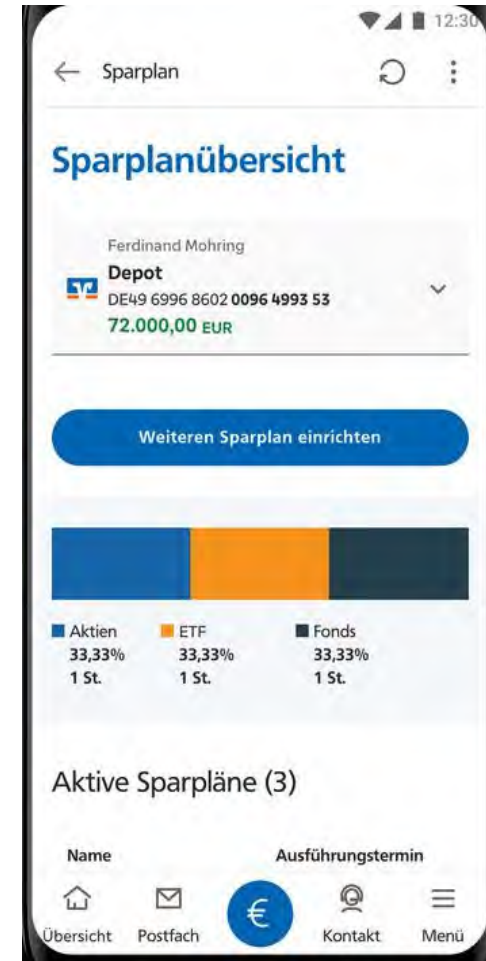 12:30
Sparplan
Sparplanübersicht
Ferdinand Mohring
Depot
DE49 6996 8602 0096 4993 53
72.000,00 EUR
Weiteren Sparplan einrichten
Aktien ETF Fonds
33,33% 33,33% 33,33%
1 St. 1 St. 1 St.
Aktive Sparpläne (3)
Name Ausführungstermin
€
Übersicht Postfach Kontakt Menü